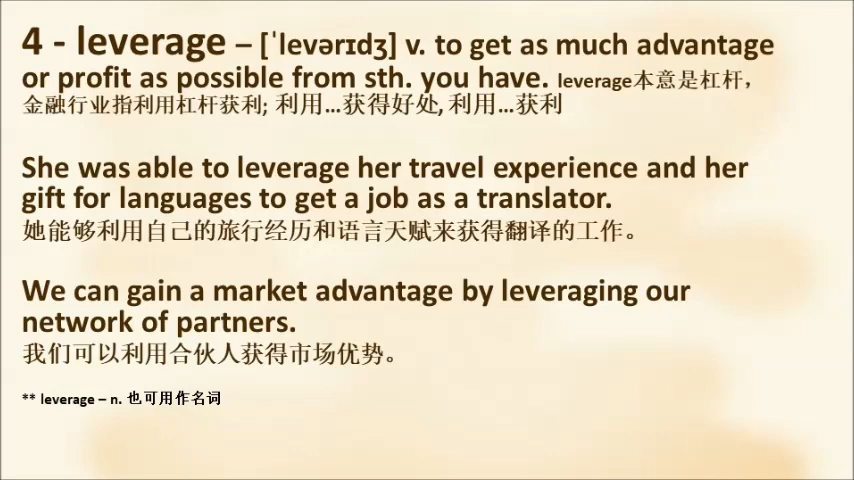 4 - leverage – [ˈlevərɪdʒ] v. to get as much advantage
or profit as possible from sth. you have. leverage本意是杠杆，
金融行业指利用杠杆获利; 利用...获得好处, 利用...获利
She was able to leverage her travel experience and her
gift for languages to get a job as a translator.
她能够利用自己的旅行经历和语言天赋来获得翻译的工作。
We can gain a market advantage by leveraging our
network of partners.
我们可以利用合伙人获得市场优势。
** leverage – n. 也可用作名词